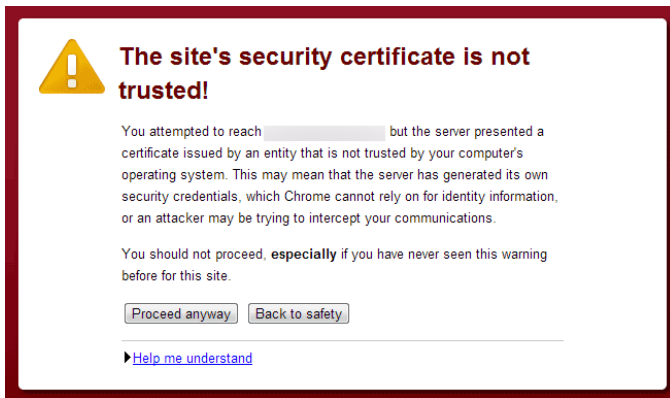 The site's security certificate is not
trusted!
You attempted to reach but the server presented a
certificate issued by an entity that is not trusted by your computer's
operating system. This may mean that the server has generated its own
security credentials, which Chrome cannot rely on for identity information,
or an attacker may be trying to intercept your communications.
You should not proceed, especially if you have never seen this warning
before for this site.
Proceed anyway Back to safety
Help me understand